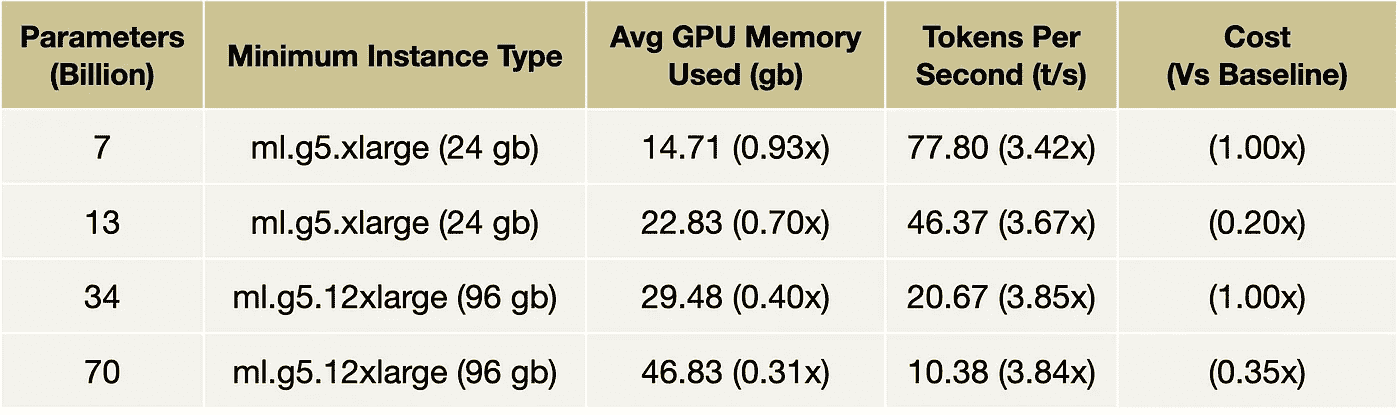 Parameters (Billion) Minimum Instance Type Avg GPU Memory Used (gb) Tokens Per Second (t/s) Cost (Vs Baseline)
7 ml.g5.xlarge (24 gb) 14.71 (0.93x) 77.80 (3.42x) (1.00x)
13 ml.g5.xlarge (24 gb) 22.83 (0.70x) 46.37 (3.67x) (0.20x)
34 ml.g5.12xlarge (96 gb) 29.48 (0.40x) 20.67 (3.85x) (1.00x)
70 ml.g5.12xlarge (96 gb) 46.83 (0.31x) 10.38 (3.84x) (0.35x)